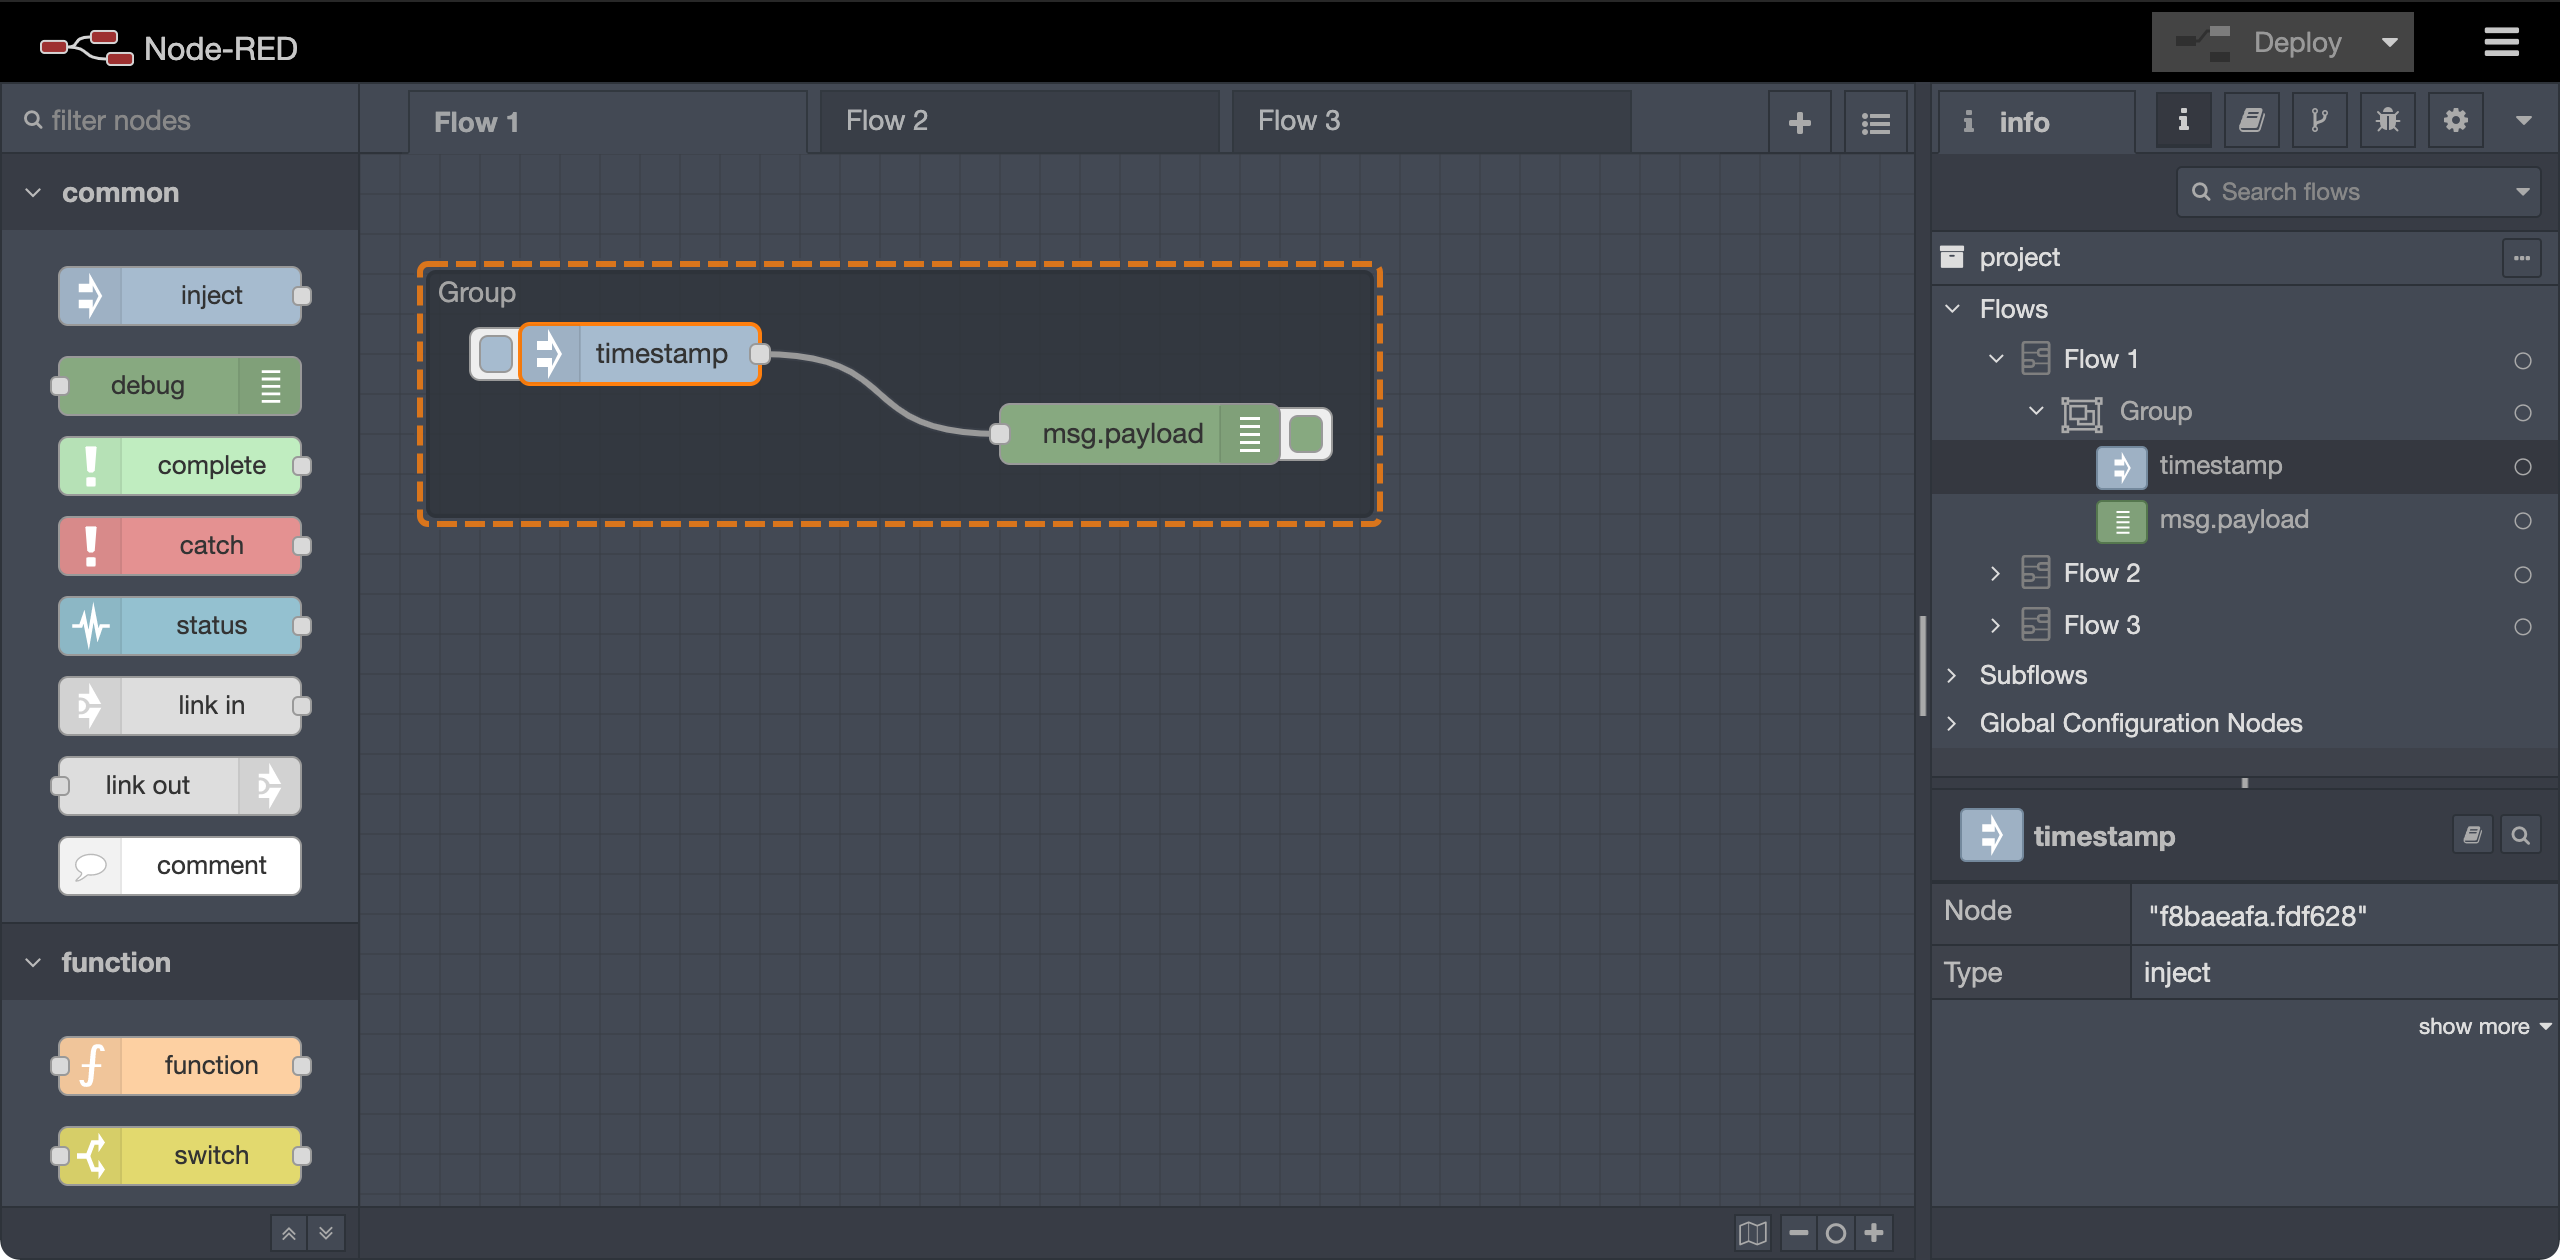 Node-RED
Deploy
filter nodes
Flow 1
Flow 2
Flow 3
info
Search flows
common
inject
debug
complete
catch
status
link in
link out
comment
function
function
switch
Group
timestamp
msg.payload
project
Flows
Flow 1
Group
timestamp
msg.payload
Flow 2
Flow 3
Subflows
Global Configuration Nodes
timestamp
Node "f8baeafa.fdf628"
Type inject
show more